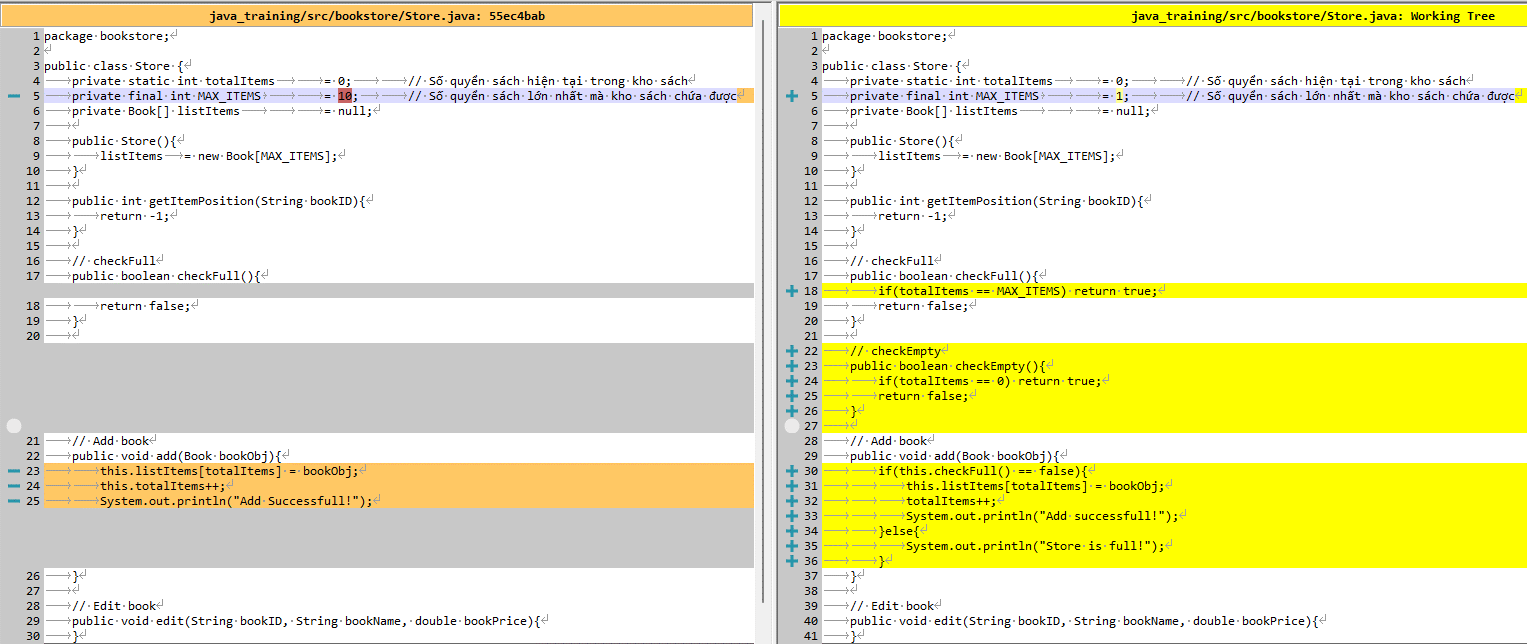 java_training/src/bookstore/Store.java: 55ec4bab
1 package bookstore;
2
3 public class Store {
4 private static int totalItems = 0; // Số quyển sách hiện tại trong kho sách
5 private final int MAX_ITEMS = 10; // Số quyển sách lớn nhất mà kho sách chứa được
6 private Book[] listItems = null;
7
8 public Store(){
9 listItems = new Book[MAX_ITEMS];
10 }
11
12 public int getItemPosition(String bookID){
13 return -1;
14 }
15
16 // checkFull
17 public boolean checkFull(){
18 return false;
19 }
20
21 // Add book
22 public void add(Book bookObj){
23 this.listItems[totalItems] = bookObj;
24 this.totalItems++;
25 System.out.println("Add Successfull!");
26 }
27
28 // Edit book
29 public void edit(String bookID, String bookName, double bookPrice){
30 }
java_training/src/bookstore/Store.java: Working Tree
1 package bookstore;
2
3 public class Store {
4 private static int totalItems = 0; // Số quyển sách hiện tại trong kho sách
5 private final int MAX_ITEMS = 1; // Số quyển sách lớn nhất mà kho sách chứa được
6 private Book[] listItems = null;
7
8 public Store(){
9 listItems = new Book[MAX_ITEMS];
10 }
11
12 public int getItemPosition(String bookID){
13 return -1;
14 }
15
16 // checkFull
17 public boolean checkFull(){
18 if(totalItems == MAX_ITEMS) return true;
19 return false;
20 }
21
22 // checkEmpty
23 public boolean checkEmpty(){
24 if(totalItems == 0) return true;
25 return false;
26 }
27
28 // Add book
29 public void add(Book bookObj){
30 if(this.checkFull() == false){
31 this.listItems[totalItems] = bookObj;
32 totalItems++;
33 System.out.println("Add successfull!");
34 }else{
35 System.out.println("Store is full!");
36 }
37 }
38
39 // Edit book
40 public void edit(String bookID, String bookName, double bookPrice){
41 }